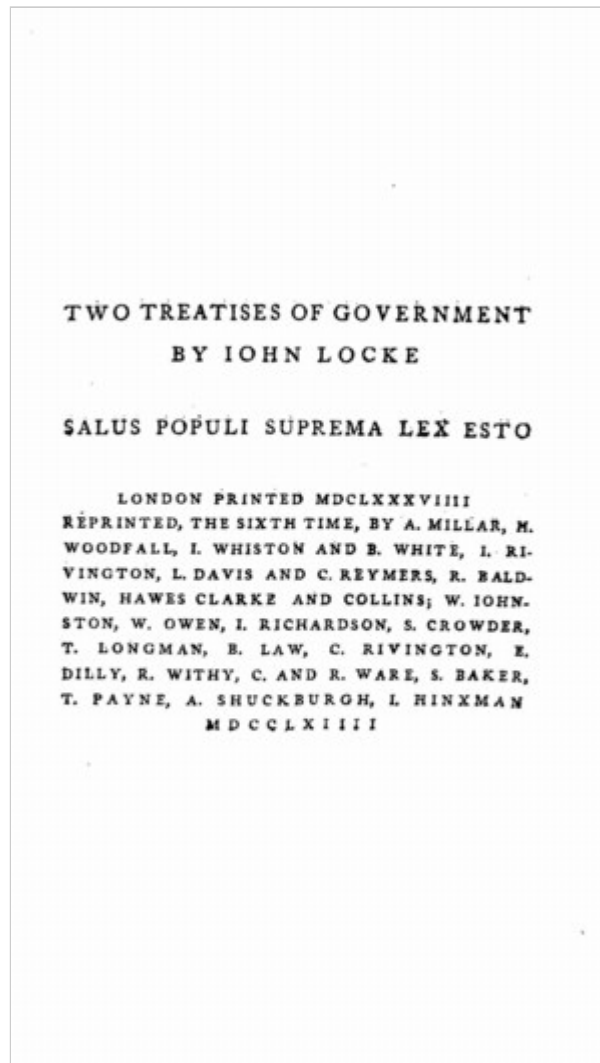 TWO TREATISES OF GOVERNMENT
BY IOHN LOCKE
SALUS POPULI SUPREMA LEX ESTO
LONDON PRINTED MDCLXXXVIIII
REPRINTED, THE SIXTH TIME, BY A. MILLAR, H.
WOODFALL, I. WHISTON AND B. WHITE, I. RI-
VINGTON, L. DAVIS AND C. REYMERS, R. BALD-
WIN, HAWES CLARKE AND COLLINS; W. IOHN-
STON, W. OWEN, I. RICHARDSON, S. CROWDER,
T. LONGMAN, B. LAW, C. RIVINGTON, E.
DILLY, R. WITHY, C. AND R. WARE, S. BAKER,
T. PAYNE, A. SHUCKBURGH, I. HINXMAN
MDCCLXIIII